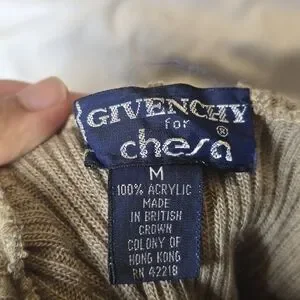 GIVENCHY
for
chesa®
M
100% ACRYLIC
MADE
IN BRITISH
CROWN
COLONY OF
HONG KONG
RN 42218